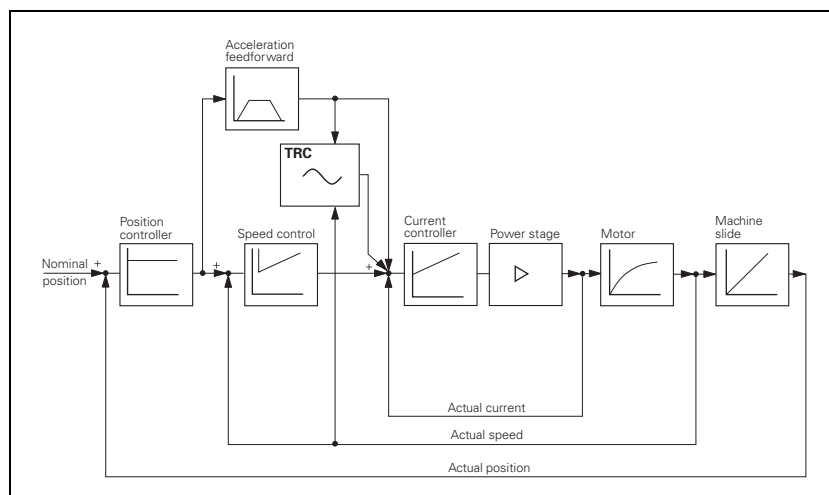 Acceleration
feedforward
TRC
Position
controller
Speed control
Current
controller
Power stage
Motor
Machine
slide
Nominal
position
+
+
+
Actual current
Actual speed
Actual position